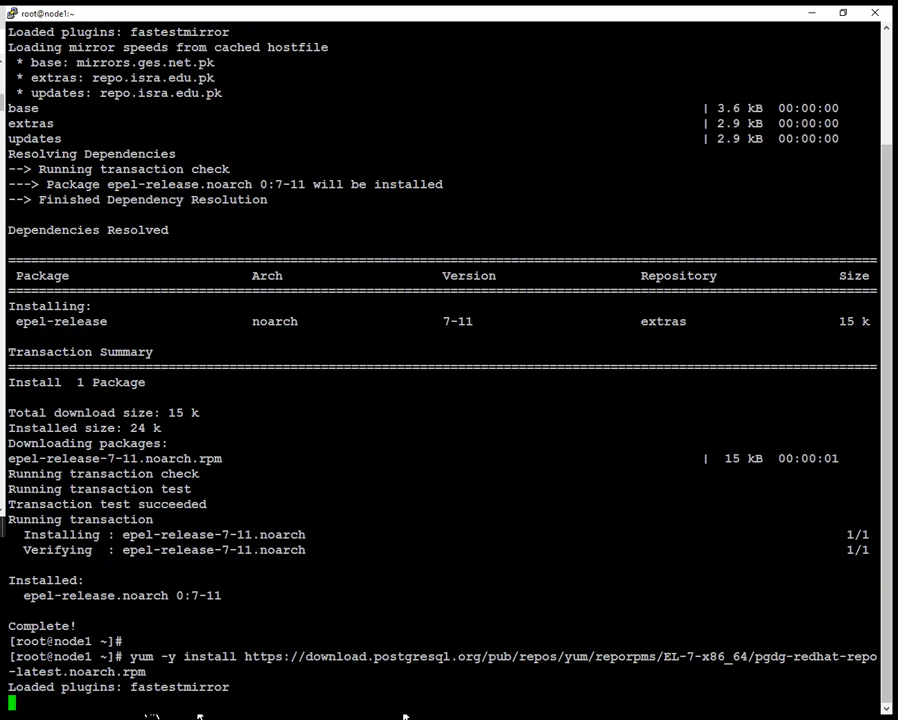 root@node1:~
Loaded plugins: fastestmirror
Loading mirror speeds from cached hostfile
 * base: mirrors.ges.net.pk
 * extras: repo.isra.edu.pk
 * updates: repo.isra.edu.pk
base | 3.6 kB 00:00:00
extras | 2.9 kB 00:00:00
updates | 2.9 kB 00:00:00
Resolving Dependencies
--> Running transaction check
---> Package epel-release.noarch 0:7-11 will be installed
--> Finished Dependency Resolution
Dependencies Resolved
================================================================================
Package Arch Version Repository Size
================================================================================
Installing:
 epel-release noarch 7-11 extras 15 k
Transaction Summary
================================================================================
Install 1 Package
Total download size: 15 k
Installed size: 24 k
Downloading packages:
epel-release-7-11.noarch.rpm | 15 kB 00:00:01
Running transaction check
Running transaction test
Transaction test succeeded
Running transaction
  Installing : epel-release-7-11.noarch 1/1
  Verifying : epel-release-7-11.noarch 1/1
Installed:
  epel-release.noarch 0:7-11
Complete!
[root@node1 ~]#
[root@node1 ~]# yum -y install https://download.postgresql.org/pub/repos/yum/reporpms/EL-7-x86_64/pgdg-redhat-repo
-latest.noarch.rpm
Loaded plugins: fastestmirror